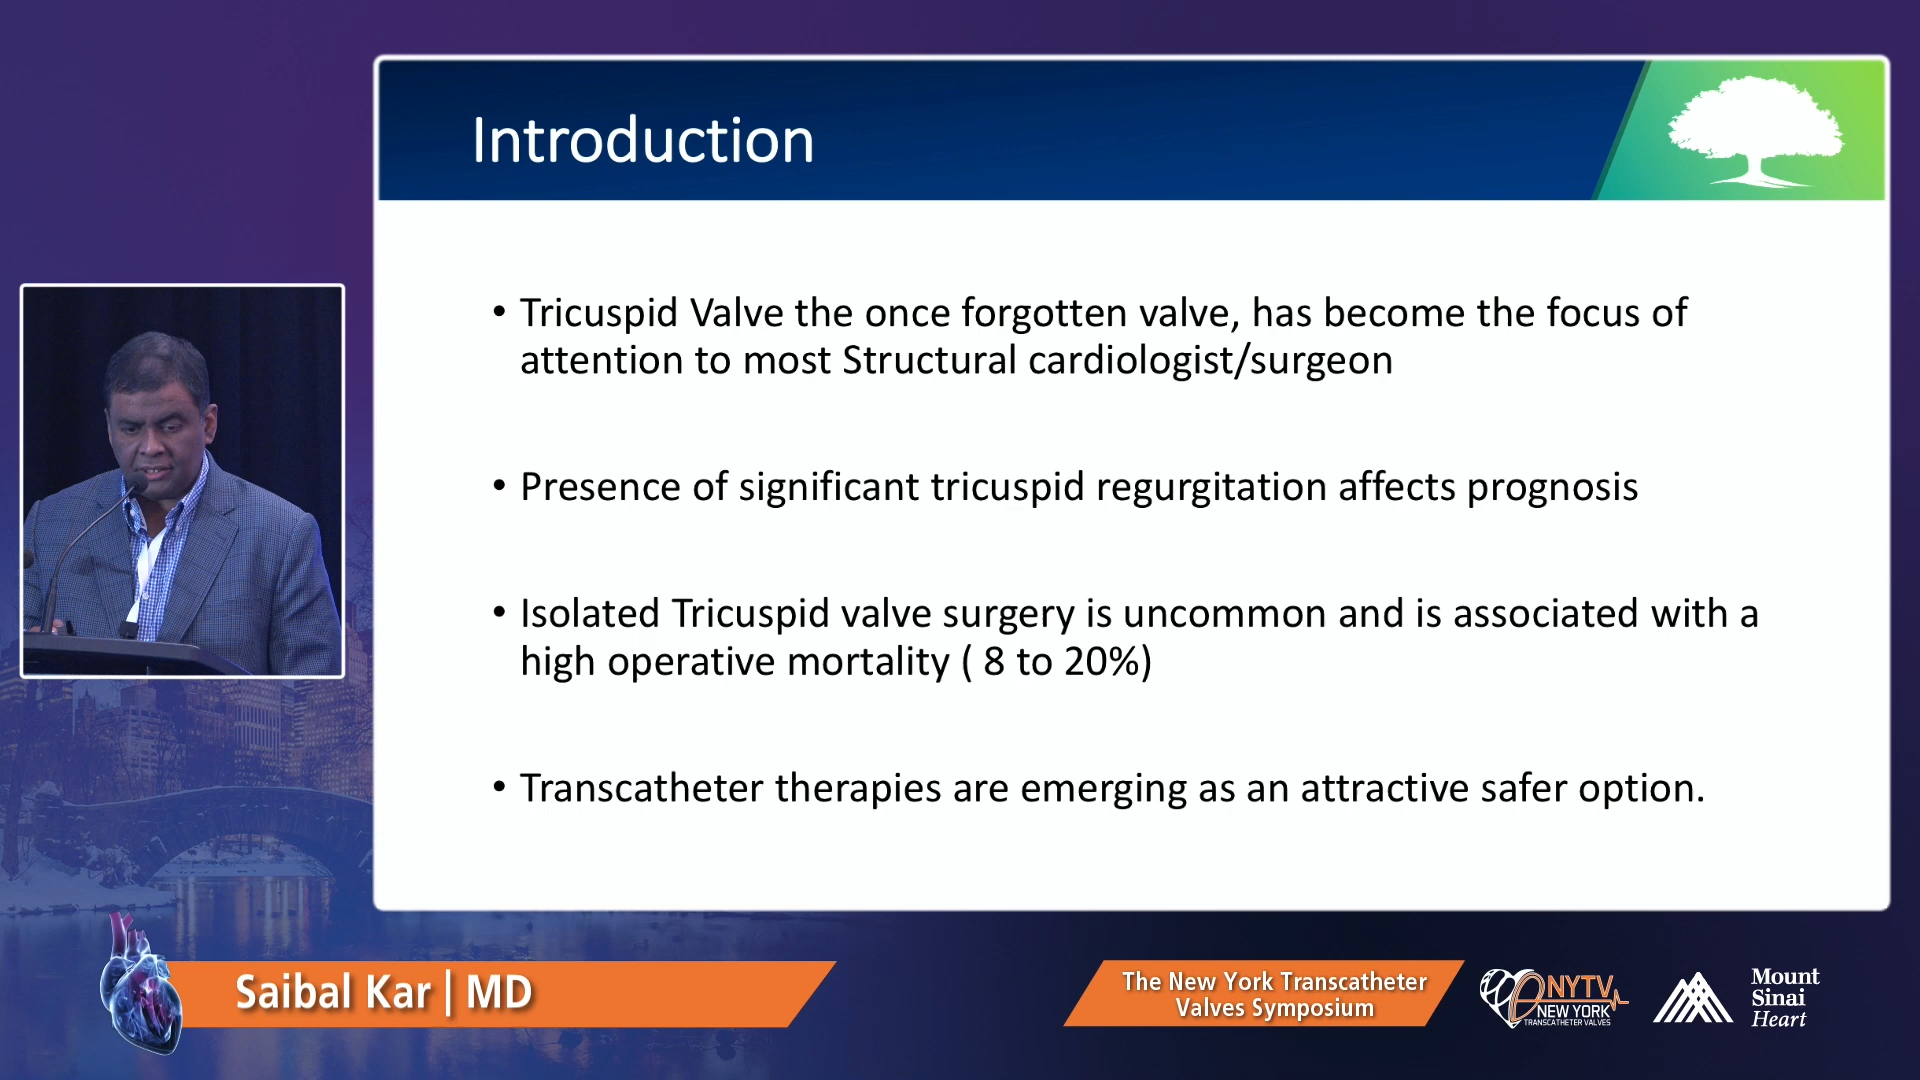 Introduction
• Tricuspid Valve the once forgotten valve, has become the focus of
attention to most Structural cardiologist/surgeon
• Presence of significant tricuspid regurgitation affects prognosis
• Isolated Tricuspid valve surgery is uncommon and is associated with a
high operative mortality ( 8 to 20%)
• Transcatheter therapies are emerging as an attractive safer option.
Saibal Kar | MD
The New York Transcatheter
Valves Symposium
NYTV
NEW YORK
TRANSCATHETER VALVES
Mount
Sinai
Heart